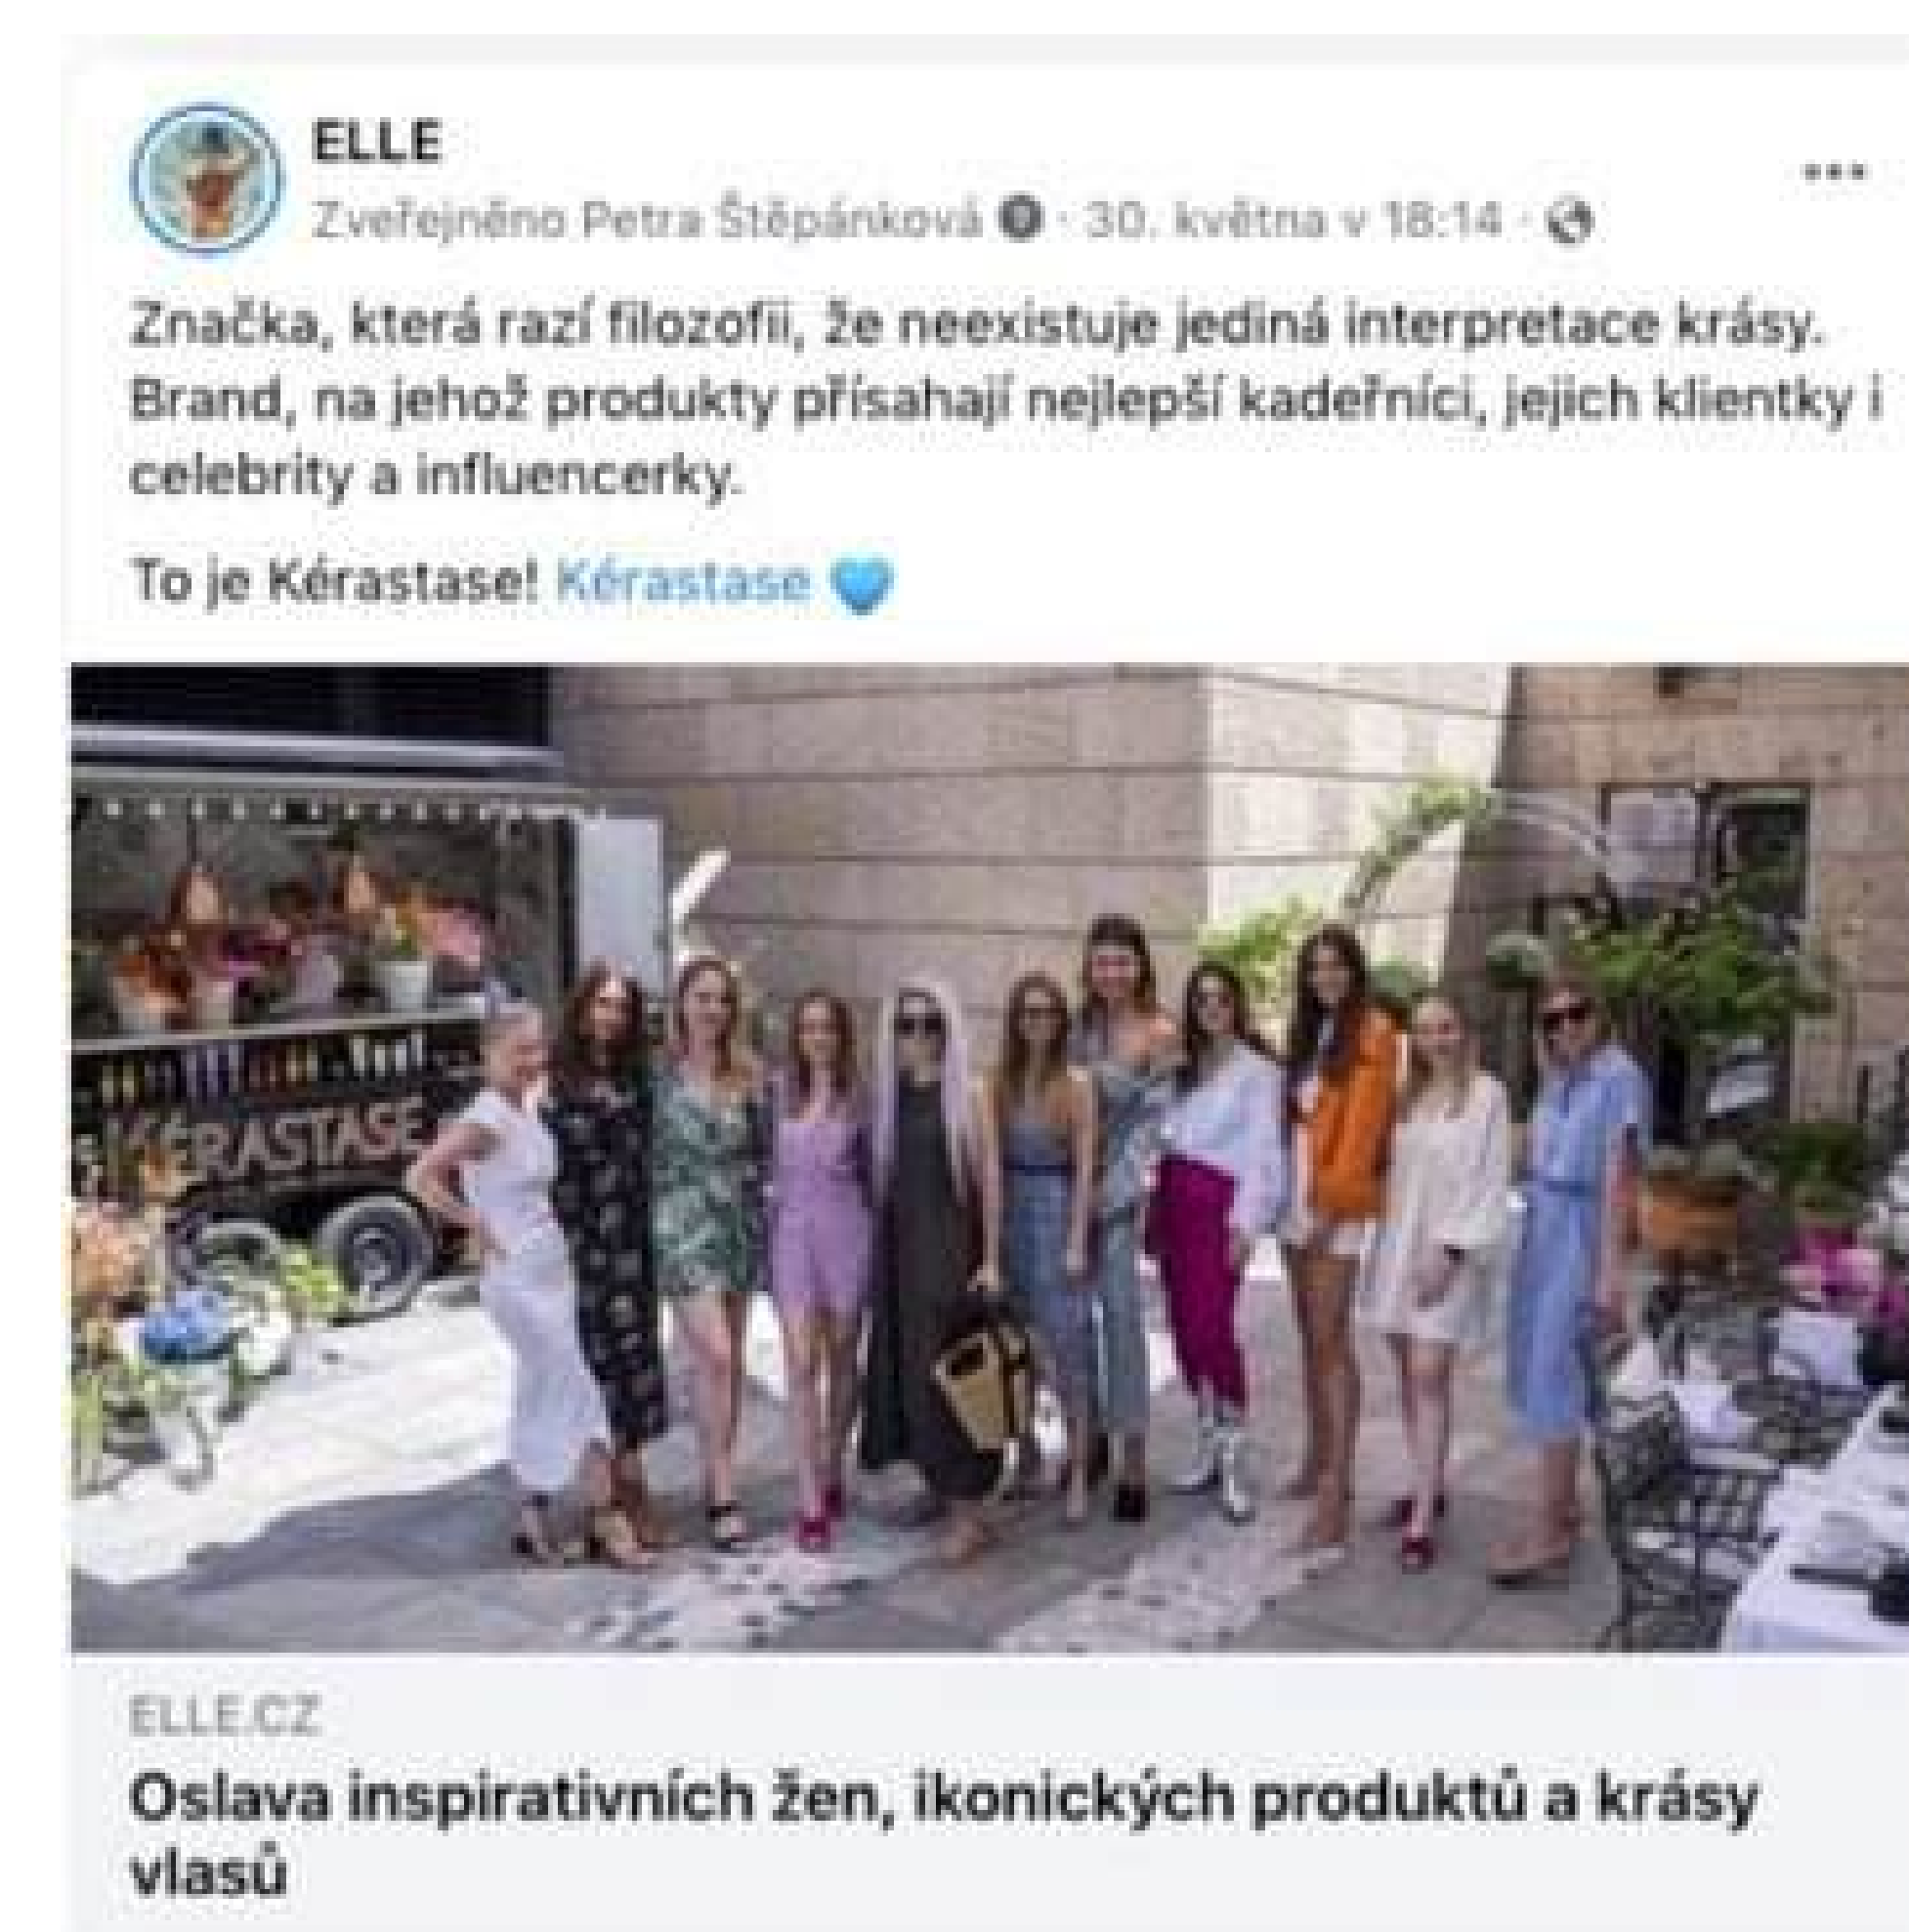 ELLE
Zveřejněno Petra Štěpánková · 30. května v 18:14 ·
Značka, která razí filozofii, že neexistuje jediná interpretace krásy.
Brand, na jehož produkty přísahají nejlepší kadeřníci, jejich klientky i
celebrity a influencerky.
To je Kérastase! Kérastase
KÉRASTASE
ELLE.CZ
Oslava inspirativních žen, ikonických produktů a krásy
vlasů